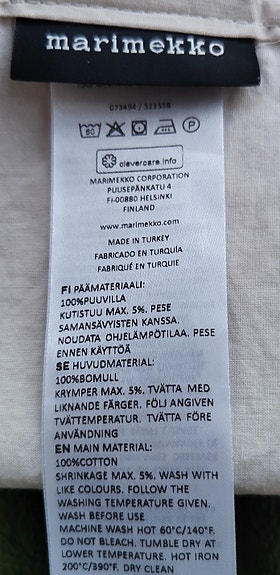 marimekko
60
P
clevercare.info
MARIMEKKO CORPORATION
PUUSEPÄNKATU 4
FI-00880 HELSINKI
FINLAND
www.marimekko.com
MADE IN TURKEY
FABRICADO EN TURQUÍA
FABRIQUÉ EN TURQUIE
FI PÄÄMATERIAALI:
100%PUUVILLA
KUTISTUU MAX. 5%. PESE
SAMANSÄVYISTEN KANSSA.
NOUDATA OHJELÄMPÖTILAA. PESE
ENNEN KÄYTTÖÄ
SE HUVUDMATERIAL:
100%BOMULL
KRYMPER MAX. 5%. TVÄTTA MED
LIKNANDE FÄRGER. FÖLJ ANGIVEN
TVÄTTEMPERATUR. TVÄTTA FÖRE
ANVÄNDNING
EN MAIN MATERIAL:
100%COTTON
SHRINKAGE MAX. 5%. WASH WITH
LIKE COLOURS. FOLLOW THE
WASHING TEMPERATURE GIVEN.
WASH BEFORE USE
MACHINE WASH HOT 60°C/140°F.
DO NOT BLEACH. TUMBLE DRY AT
LOWER TEMPERATURE. HOT IRON
200°C/390°F. DRY CLEAN